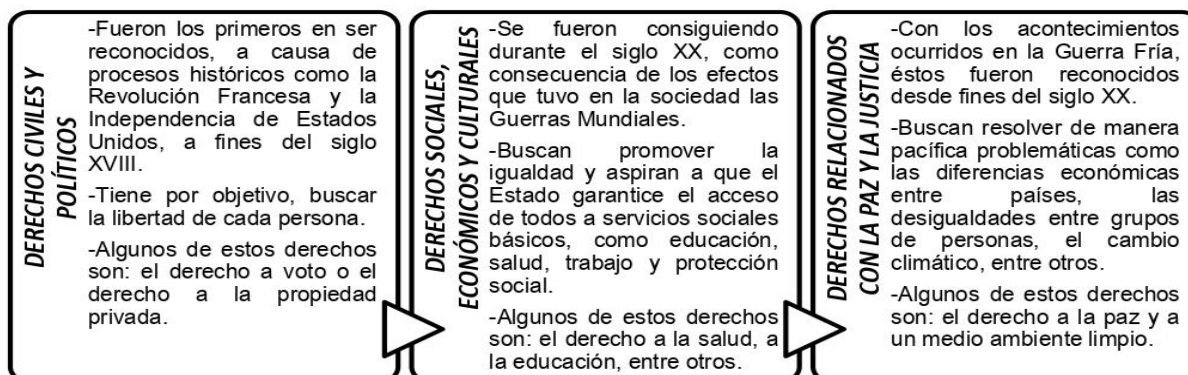 DERECHOS CIVILES Y
POLÍTICOS
-Fueron los primeros en ser
reconocidos, a causa de
procesos históricos como la
Revolución Francesa y la
Independencia de Estados
Unidos, a fines del siglo
XVIII.
-Tiene por objetivo, buscar
la libertad de cada persona.
-Algunos de estos derechos
son: el derecho a voto o el
derecho a la propiedad
privada.
DERECHOS SOCIALES,
ECONÓMICOS Y CULTURALES
-Se fueron consiguiendo
durante el siglo XX, como
consecuencia de los efectos
que tuvo en la sociedad las
Guerras Mundiales.
-Buscan promover la
igualdad y aspiran a que el
Estado garantice el acceso
de todos a servicios sociales
básicos, como educación,
salud, trabajo y protección
social.
-Algunos de estos derechos
son: el derecho a la salud, a
la educación, entre otros.
DERECHOS RELACIONADOS
CON LA PAZ Y LA JUSTICIA
-Con los acontecimientos
ocurridos en la Guerra Fría,
éstos fueron reconocidos
desde fines del siglo XX.
-Buscan resolver de manera
pacífica problemáticas como
las diferencias económicas
entre países, las
desigualdades entre grupos
de personas, el cambio
climático, entre otros.
-Algunos de estos derechos
son: el derecho a la paz y a
un medio ambiente limpio.